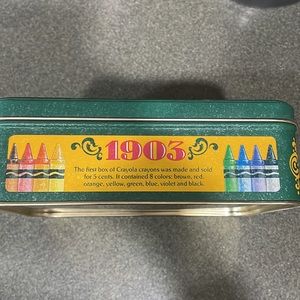 1903
The first box of Crayola crayons was made and sold
for 5 cents. It contained 8 colors: brown, red,
orange, yellow, green, blue, violet and black.